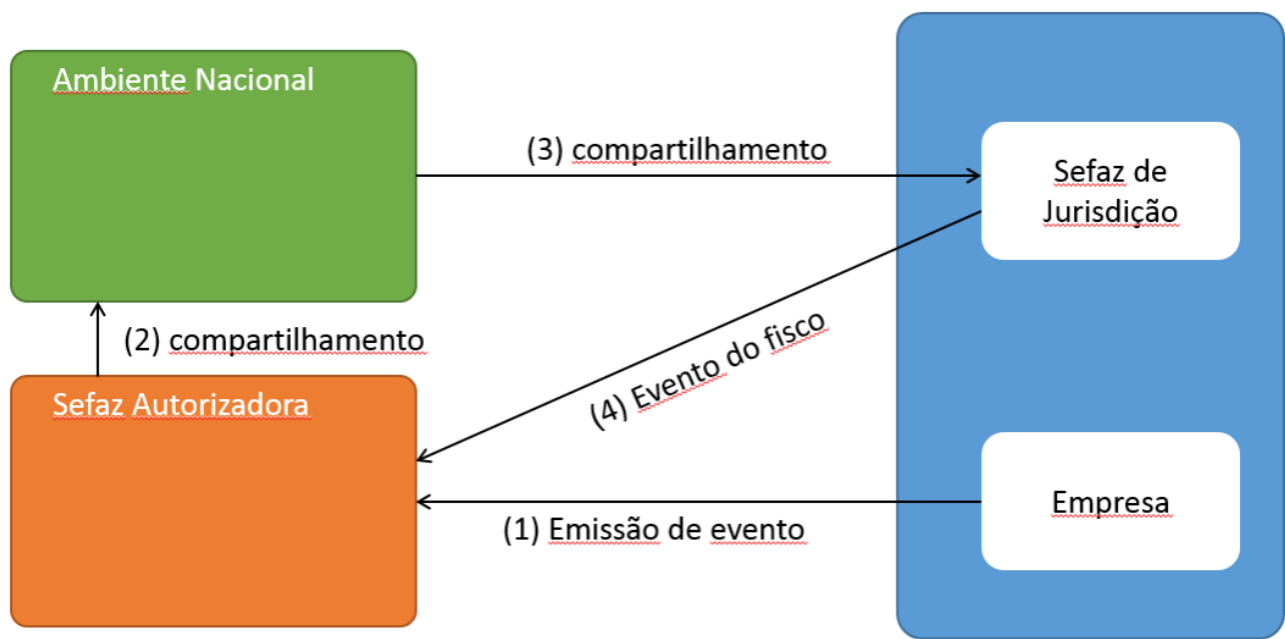 Ambiente Nacional
(3) compartilhamento
Sefaz de
Jurisdição
(2) compartilhamento
(4) Evento do fisco
Sefaz Autorizadora
Empresa
(1) Emissão de evento